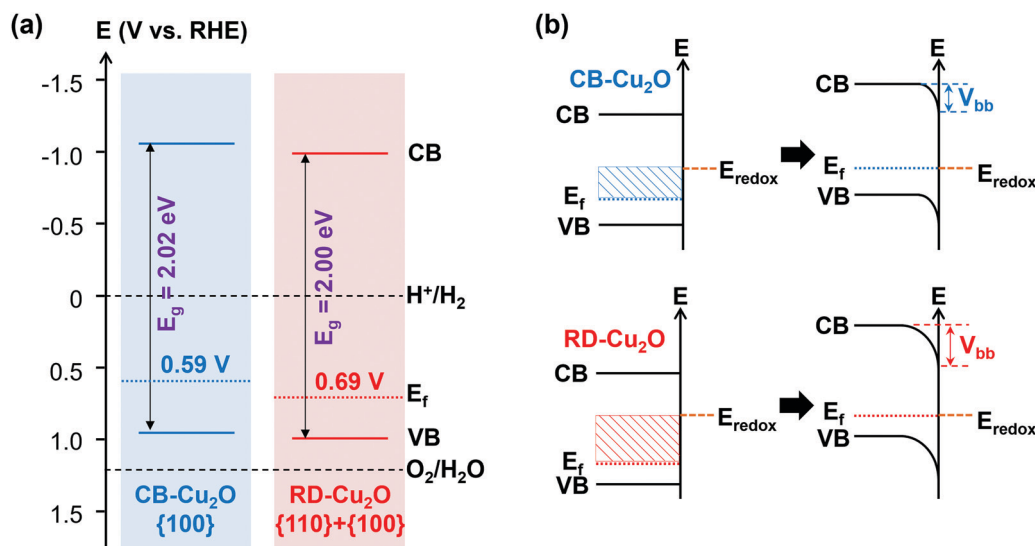 (a)
E (V vs. RHE)
-1.5
-1.0
-0.5
0
0.5
1.0
1.5
E_g = 2.02 eV
E_g = 2.00 eV
0.59 V
0.69 V
CB
H⁺/H₂
E_f
VB
O₂/H₂O
CB-Cu₂O
{100}
RD-Cu₂O
{110}+{100}
(b)
E
CB-Cu₂O
CB
E_f
VB
E_redox
E
CB
V_bb
E_f
VB
E_redox
E
RD-Cu₂O
CB
E_f
VB
E_redox
E
CB
V_bb
E_f
VB
E_redox